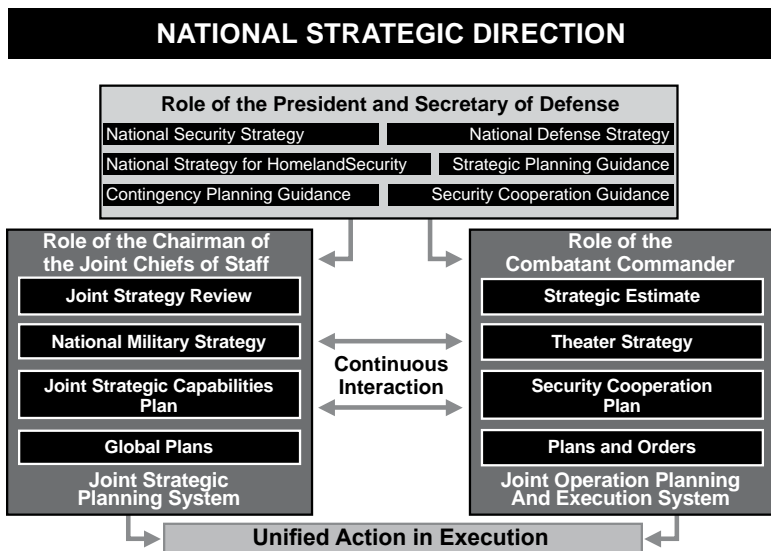 NATIONAL STRATEGIC DIRECTION
Role of the President and Secretary of Defense
National Security Strategy
National Defense Strategy
National Strategy for HomelandSecurity
Strategic Planning Guidance
Contingency Planning Guidance
Security Cooperation Guidance
Role of the Chairman of
the Joint Chiefs of Staff
Joint Strategy Review
National Military Strategy
Joint Strategic Capabilities
Plan
Global Plans
Joint Strategic
Planning System
Continuous
Interaction
Role of the
Combatant Commander
Strategic Estimate
Theater Strategy
Security Cooperation
Plan
Plans and Orders
Joint Operation Planning
And Execution System
Unified Action in Execution